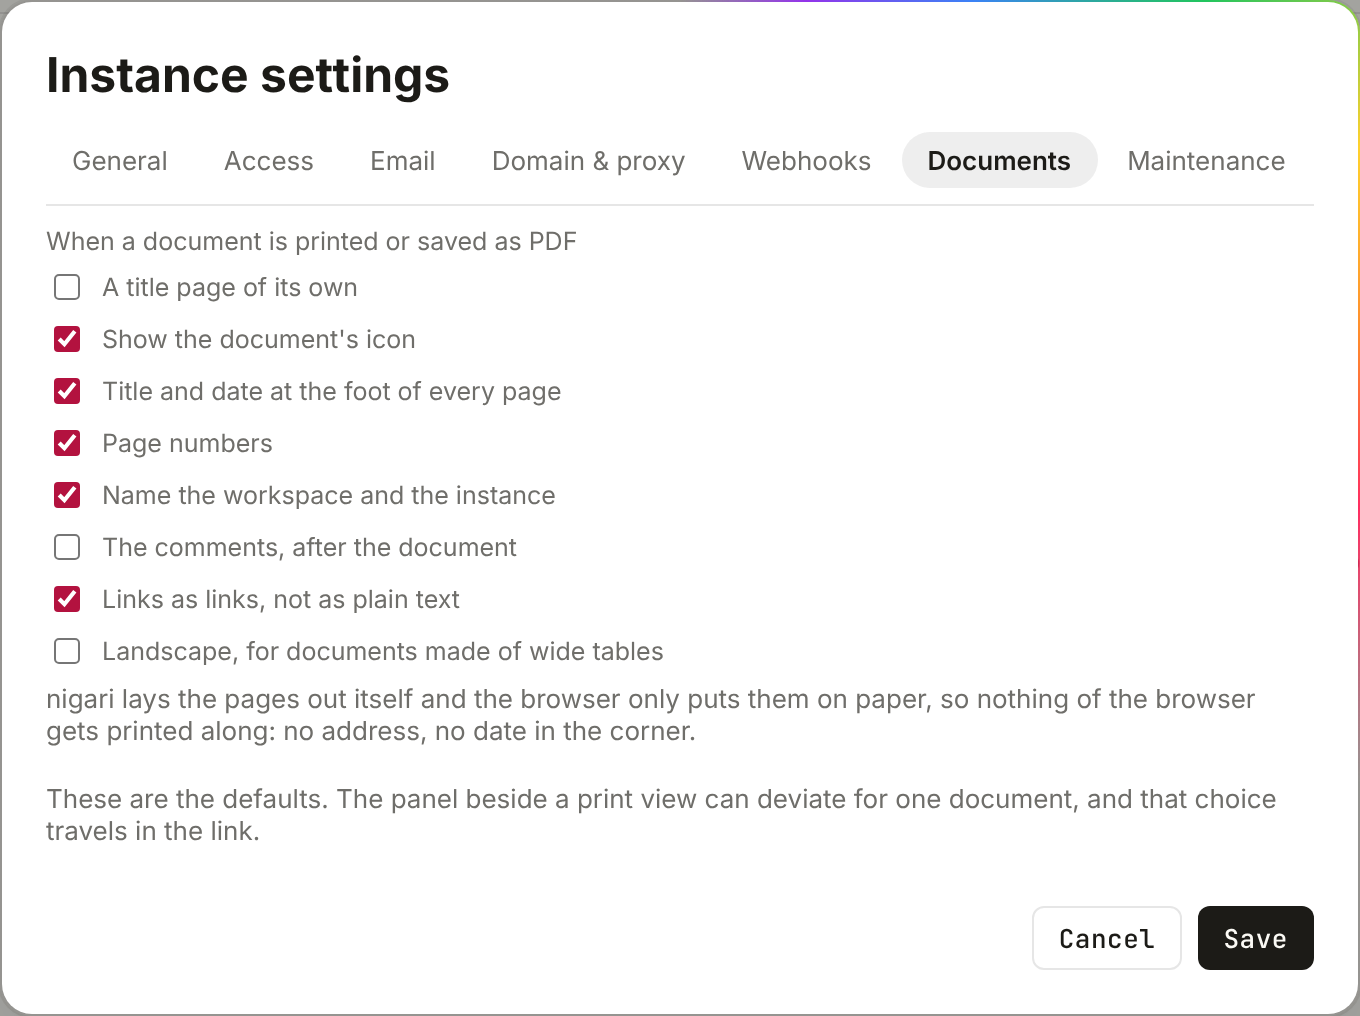 Instance settings
General Access Email Domain & proxy Webhooks Documents Maintenance
When a document is printed or saved as PDF
A title page of its own
Show the document's icon
Title and date at the foot of every page
Page numbers
Name the workspace and the instance
The comments, after the document
Links as links, not as plain text
Landscape, for documents made of wide tables
nigari lays the pages out itself and the browser only puts them on paper, so nothing of the browser
gets printed along: no address, no date in the corner.
These are the defaults. The panel beside a print view can deviate for one document, and that choice
travels in the link.
Cancel Save